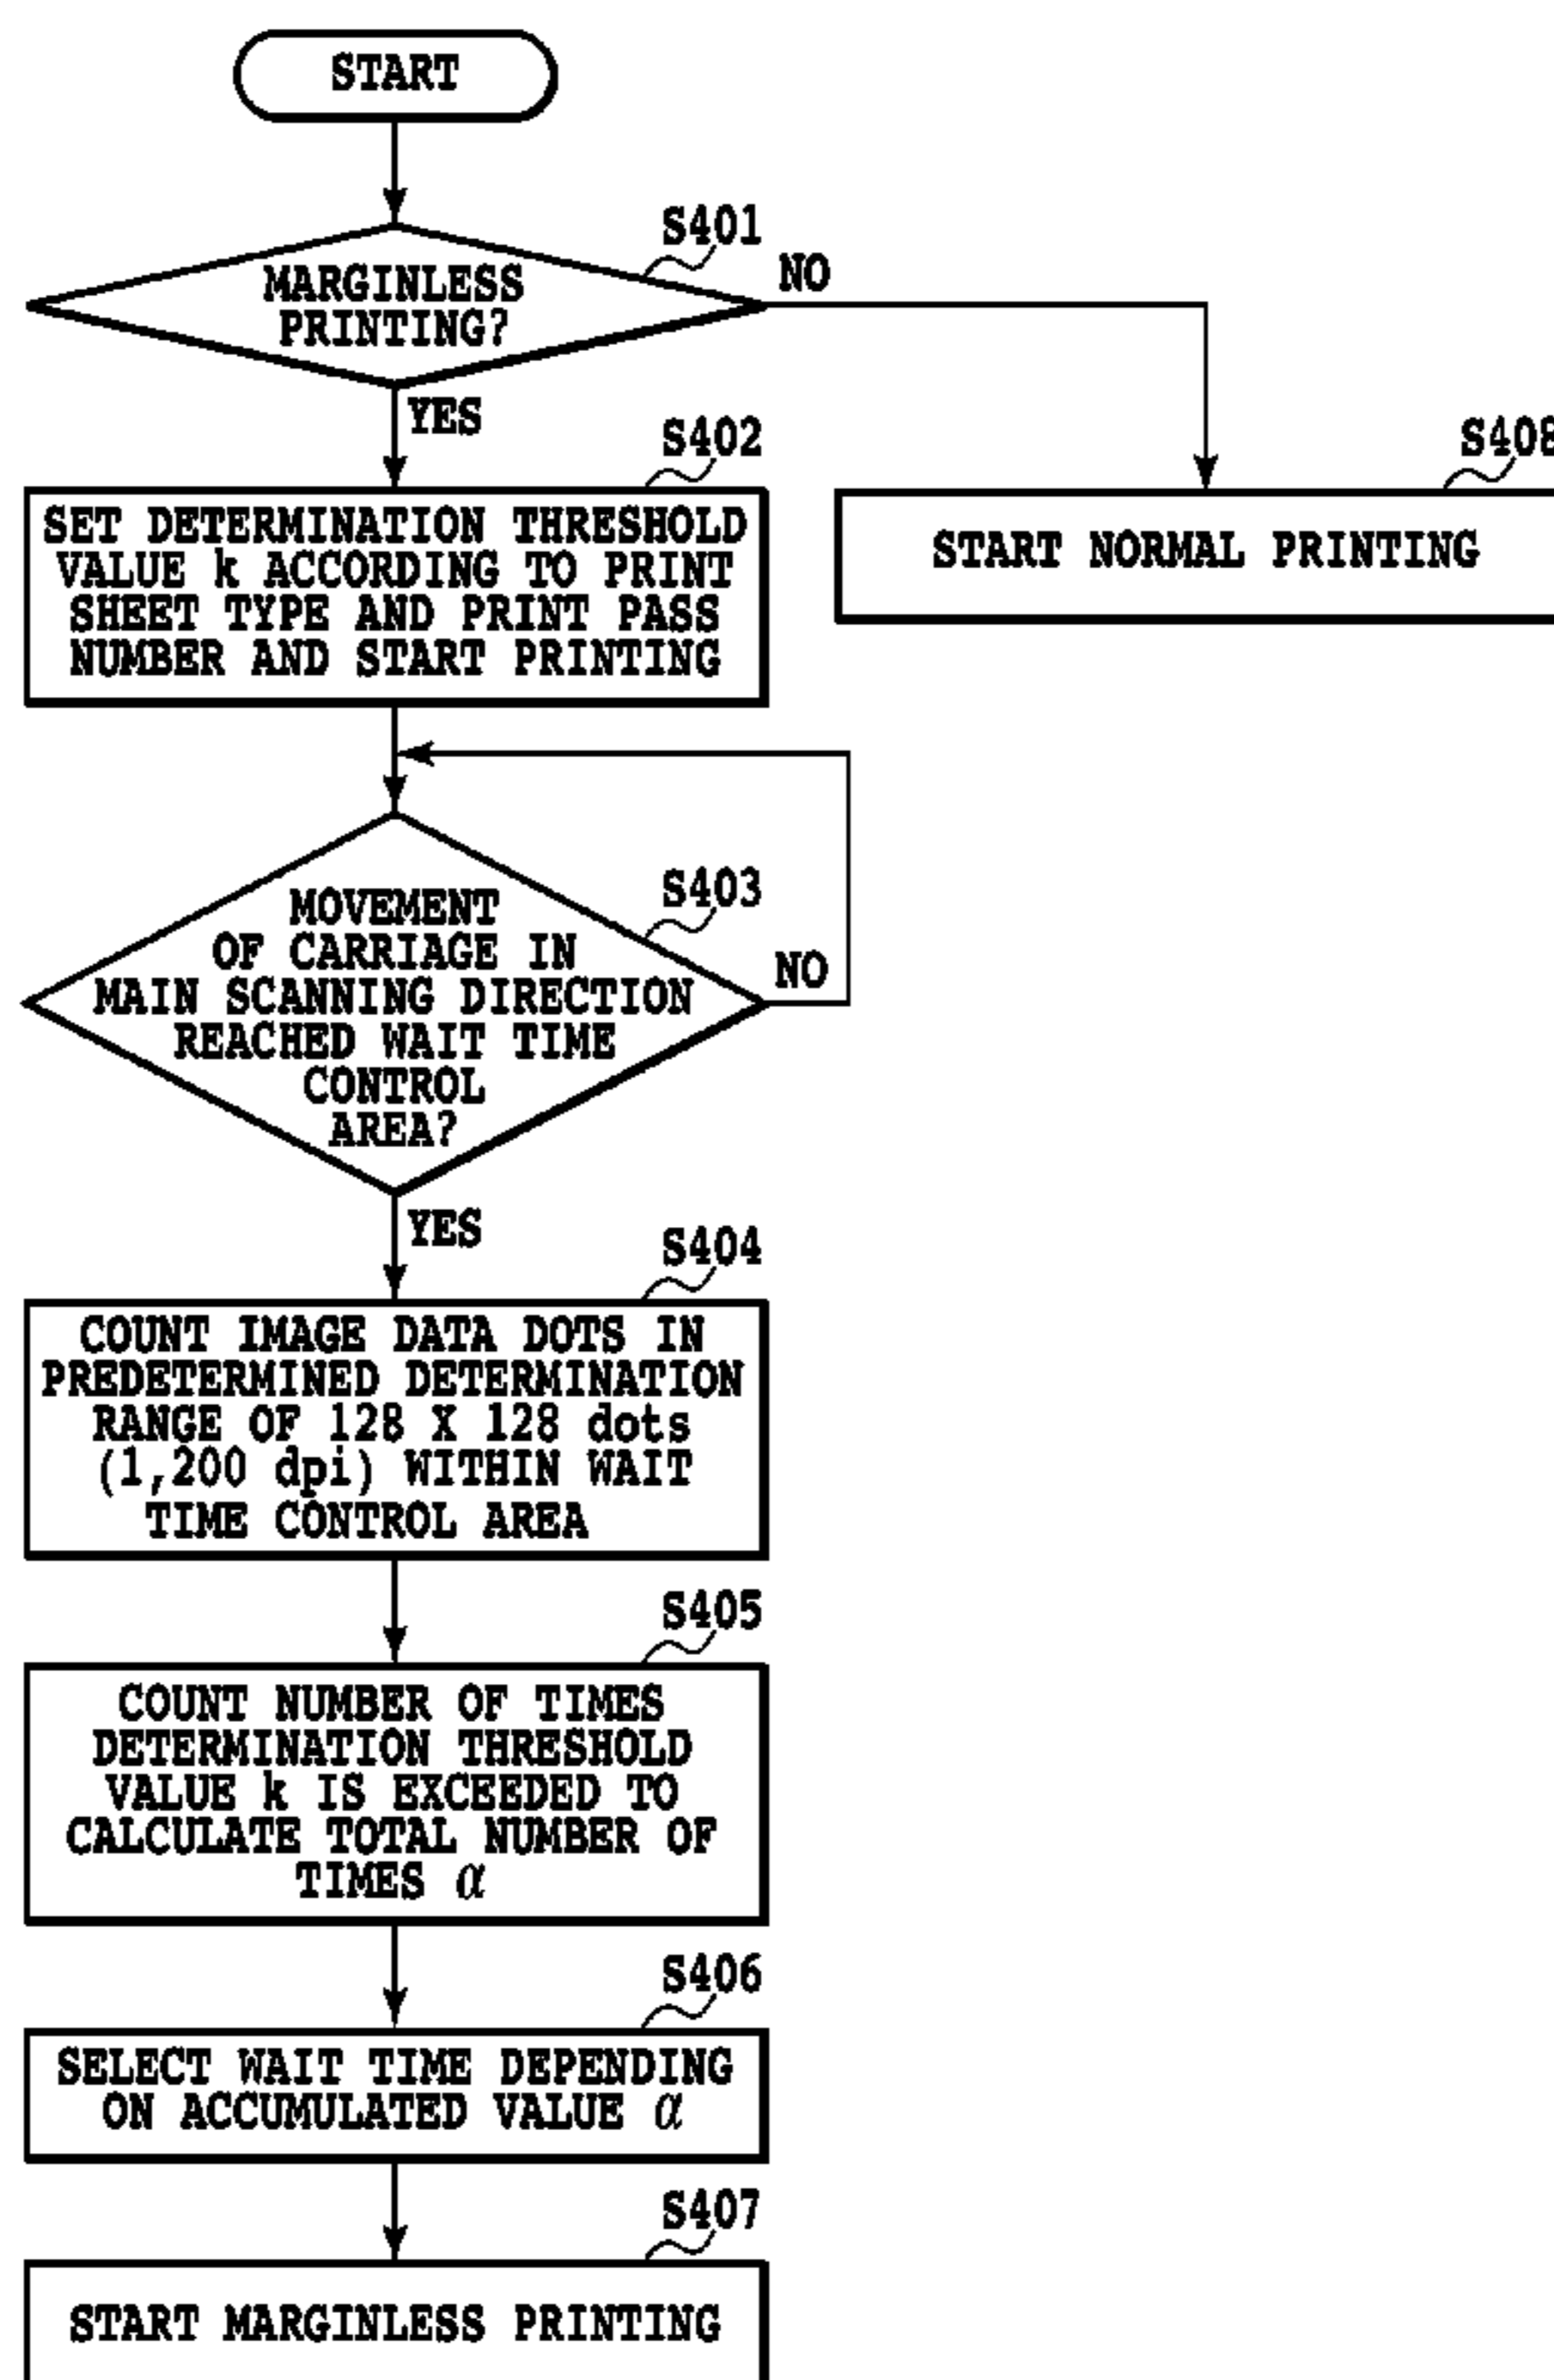 START
S401
MARGINLESS
PRINTING?
NO
YES
S402
SET DETERMINATION THRESHOLD
VALUE k ACCORDING TO PRINT
SHEET TYPE AND PRINT PASS
NUMBER AND START PRINTING
S408
START NORMAL PRINTING
S403
MOVEMENT
OF CARRIAGE IN
MAIN SCANNING DIRECTION
REACHED WAIT TIME
CONTROL
AREA?
NO
YES
S404
COUNT IMAGE DATA DOTS IN
PREDETERMINED DETERMINATION
RANGE OF 128 X 128 dots
(1,200 dpi) WITHIN WAIT
TIME CONTROL AREA
S405
COUNT NUMBER OF TIMES
DETERMINATION THRESHOLD
VALUE k IS EXCEEDED TO
CALCULATE TOTAL NUMBER OF
TIMES α
S406
SELECT WAIT TIME DEPENDING
ON ACCUMULATED VALUE α
S407
START MARGINLESS PRINTING